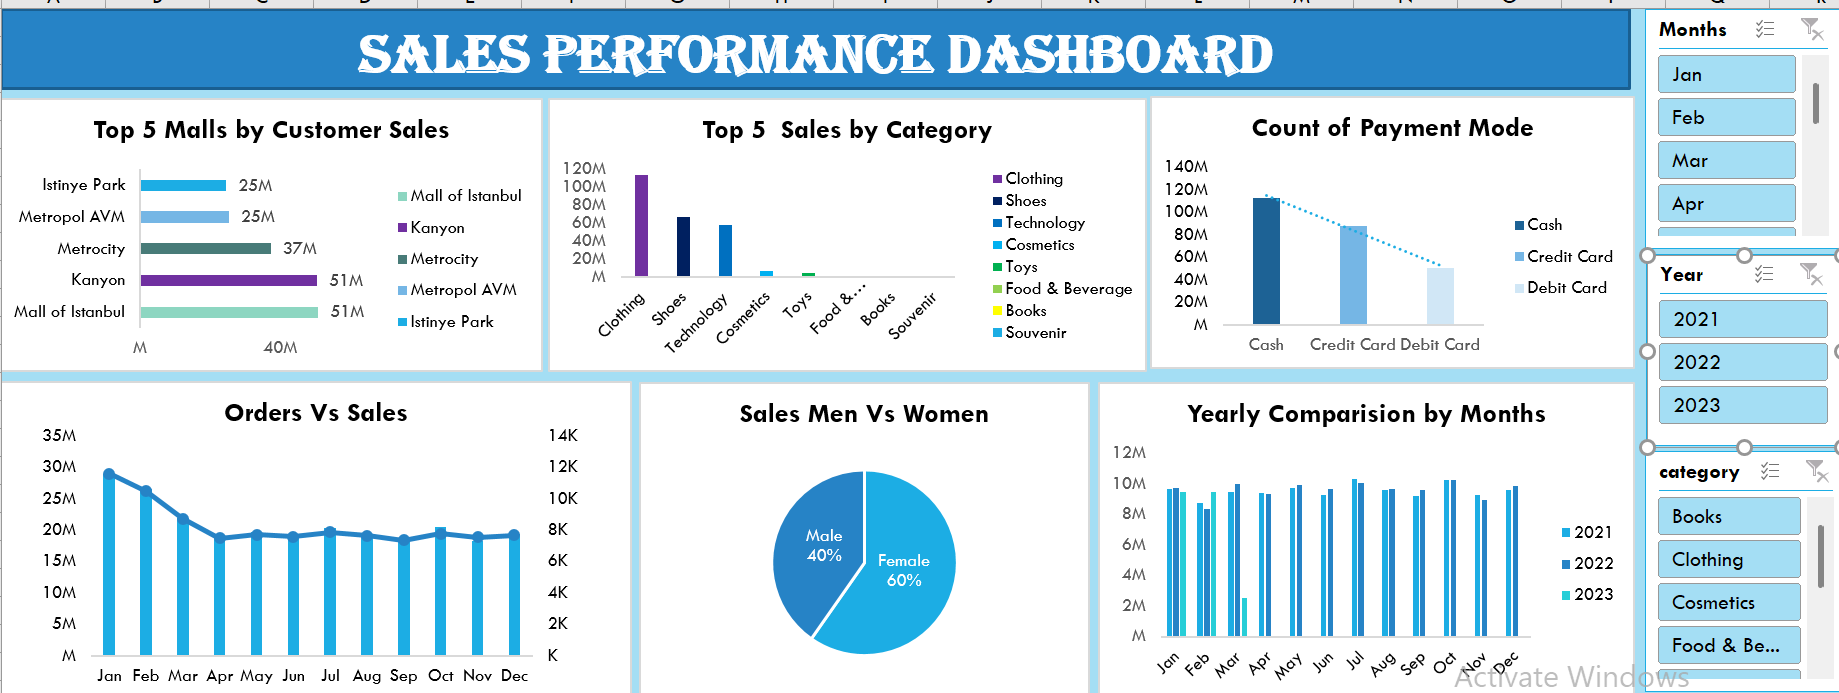 SALES PERFORMANCE DASHBOARD
Top 5 Malls by Customer Sales
Istinye Park
25M
Metropol AVM
25M
Metrocity
37M
Kanyon
51M
Mall of Istanbul
51M
M
40M
Mall of Istanbul
Kanyon
Metrocity
Metropol AVM
Istinye Park
Top 5 Sales by Category
120M
100M
80M
60M
40M
20M
M
Clothing
Shoes
Technology
Cosmetics
Toys
Food &...
Books
Souvenir
Clothing
Shoes
Technology
Cosmetics
Toys
Food & Beverage
Books
Souvenir
Count of Payment Mode
140M
120M
100M
80M
60M
40M
20M
M
Cash
Credit Card
Debit Card
Cash
Credit Card
Debit Card
Orders Vs Sales
35M
30M
25M
20M
15M
10M
5M
M
14K
12K
10K
8K
6K
4K
2K
K
Jan Feb Mar Apr May Jun Jul Aug Sep Oct Nov Dec
Sales Men Vs Women
Male
40%
Female
60%
Yearly Comparision by Months
12M
10M
8M
6M
4M
2M
M
Jan Feb Mar Apr May Jun Jul Aug Sep Oct Nov Dec
2021
2022
2023
Months
Jan
Feb
Mar
Apr
Year
2021
2022
2023
category
Books
Clothing
Cosmetics
Food & Be...
Activate Windows